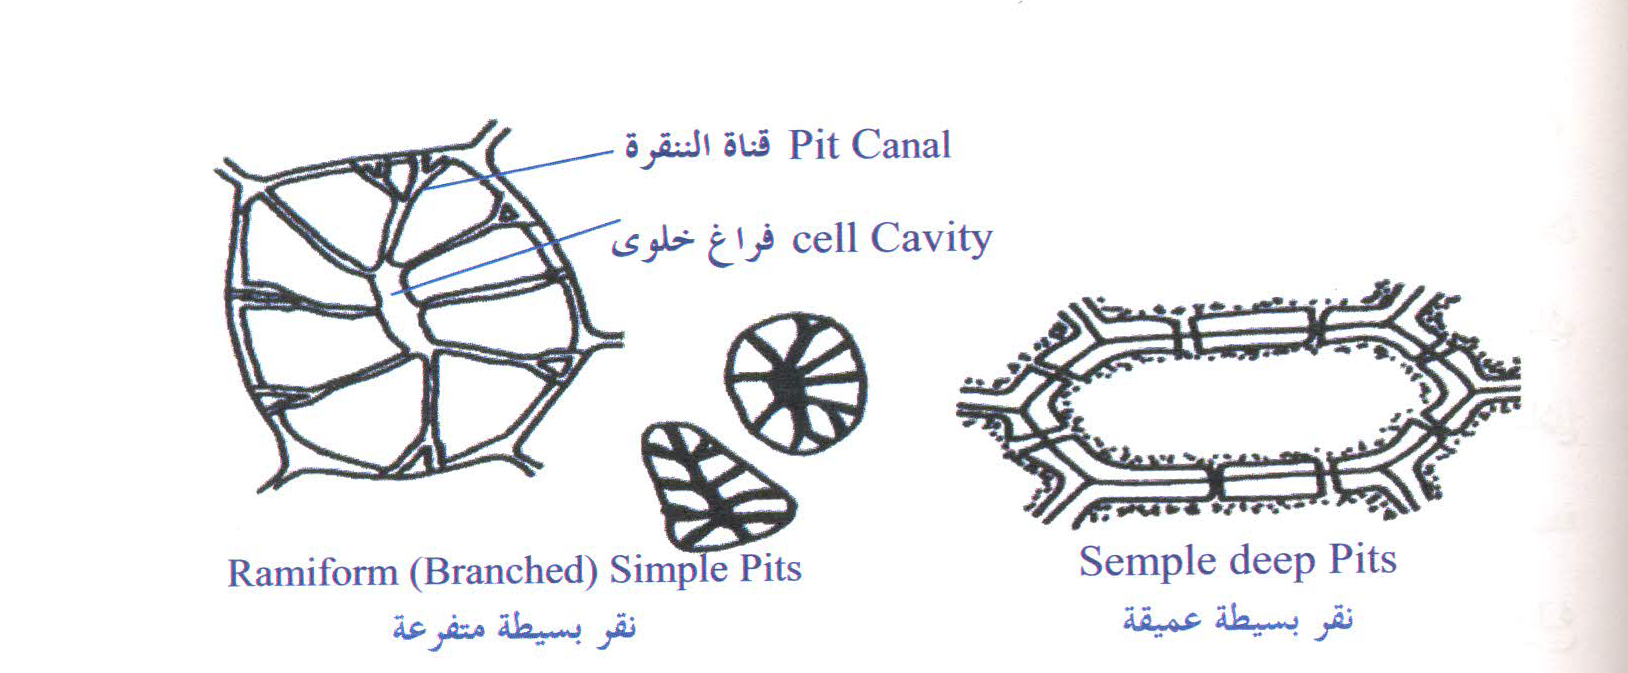 قناة الننقرة Pit Canal
فراغ خلوى cell Cavity
Ramiform (Branched) Simple Pits
نقر بسيطة متفرعة
Semple deep Pits
نقر بسيطة عميقة